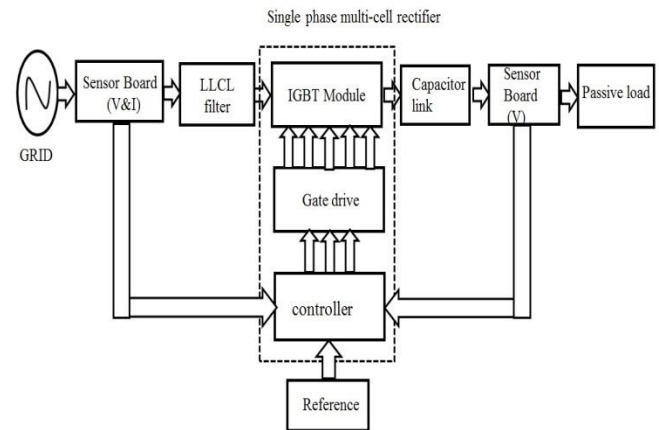 Single phase multi-cell rectifier
GRID
Sensor Board
(V&I)
LLCL
filter
IGBT Module
Capacitor
link
Sensor
Board
(V)
Passive load
Gate drive
controller
Reference